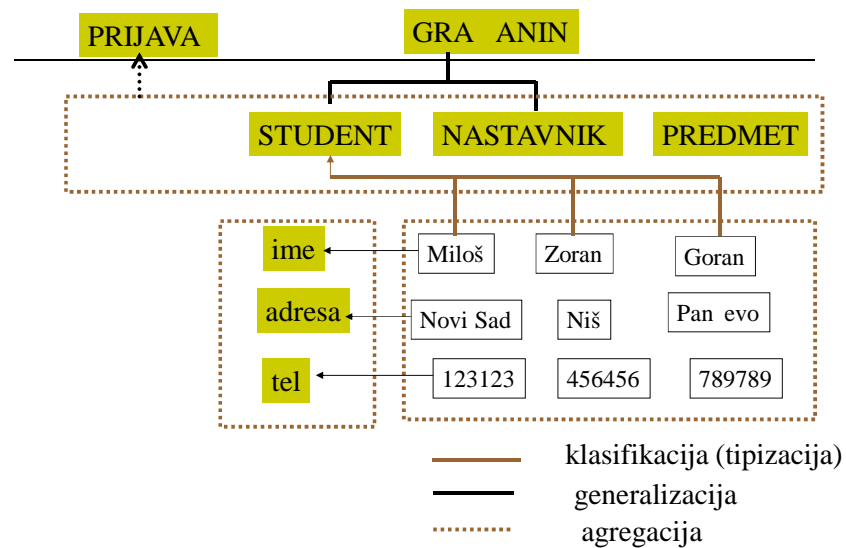 PRIJAVA GRA ANIN
STUDENT NASTAVNIK PREDMET
ime Miloš Zoran Goran
adresa Novi Sad Niš Pan evo
tel 123123 456456 789789
klasifikacija (tipizacija)
generalizacija
agregacija